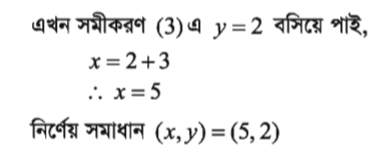 এখন সমীকরণ (3) এ y = 2 বসিয়ে পাই,
x = 2 + 3
∴ x = 5
নির্ণেয় সমাধান (x, y) = (5, 2)